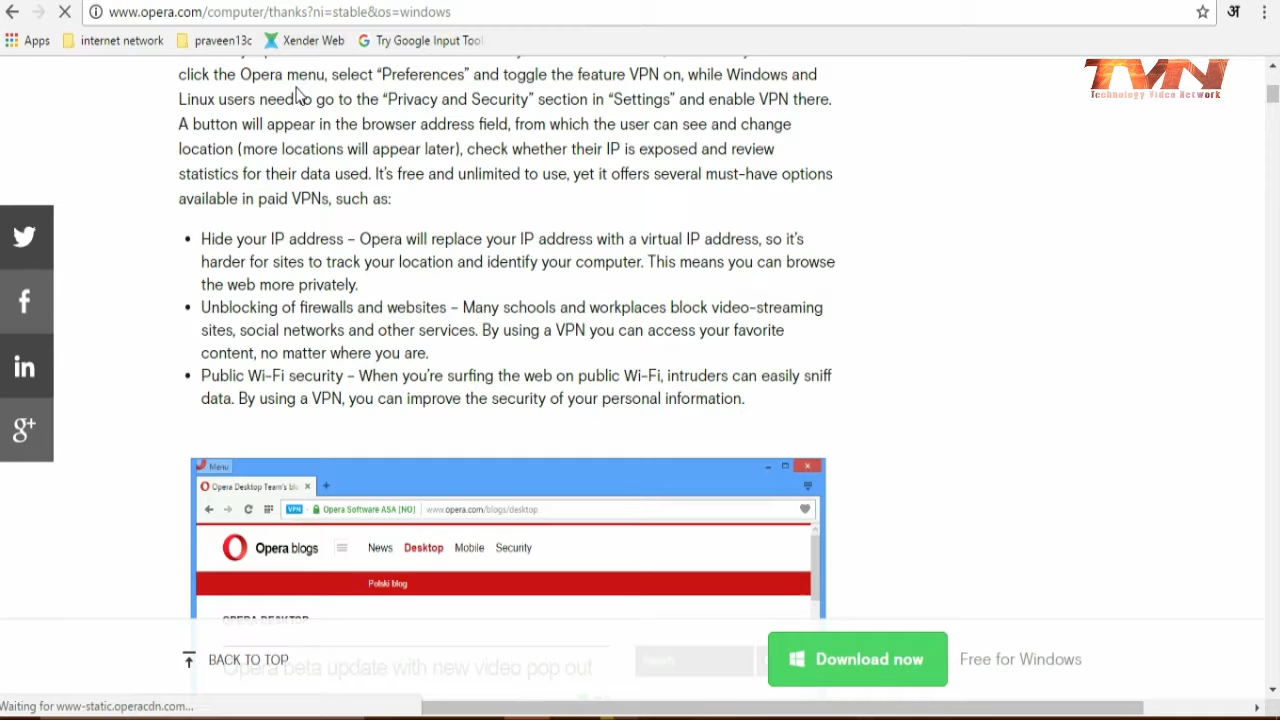 www.opera.com/computer/thanks?ni=stable&os=windows
अ
Apps
internet network
praveen13c
Xender Web
Try Google Input Tool
TVN
Technology Video Network
click the Opera menu, select “Preferences” and toggle the feature VPN on, while Windows and
Linux users need to go to the “Privacy and Security” section in “Settings” and enable VPN there.
A button will appear in the browser address field, from which the user can see and change
location (more locations will appear later), check whether their IP is exposed and review
statistics for their data used. It’s free and unlimited to use, yet it offers several must-have options
available in paid VPNs, such as:
• Hide your IP address – Opera will replace your IP address with a virtual IP address, so it’s
harder for sites to track your location and identify your computer. This means you can browse
the web more privately.
• Unblocking of firewalls and websites – Many schools and workplaces block video-streaming
sites, social networks and other services. By using a VPN you can access your favorite
content, no matter where you are.
• Public Wi-Fi security – When you’re surfing the web on public Wi-Fi, intruders can easily sniff
data. By using a VPN, you can improve the security of your personal information.
in
g+
Menu
Opera Desktop Team's bl
VPN
Opera Software ASA [NO]
www.opera.com/blogs/desktop
Opera blogs
News
Desktop
Mobile
Security
Polski blog
OPERA DESKTOP
Opera beta update with new video pop out
BACK TO TOP
Download now
Free for Windows
Waiting for www-static.operacdn.com...